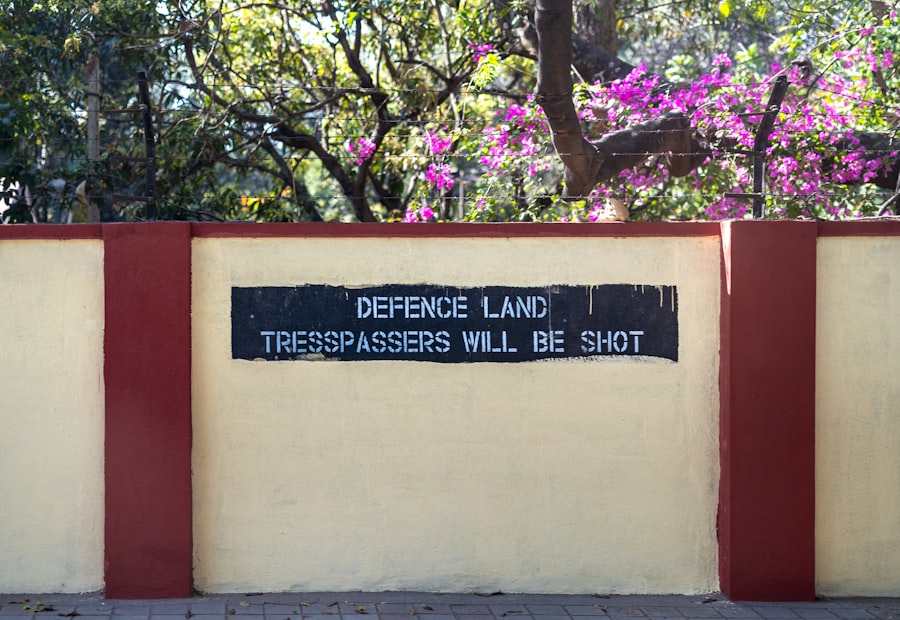 DEFENCE LAND
TRESSPASSERS WILL BE SHOT